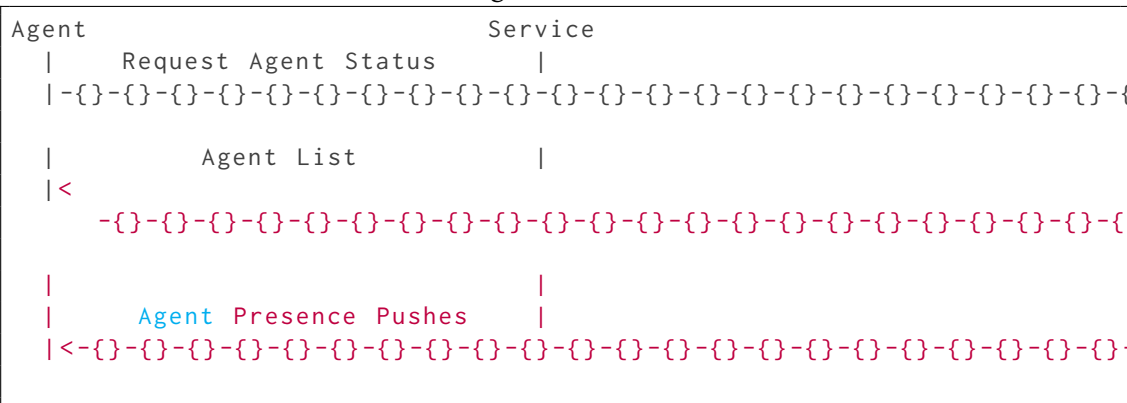 Agent                         Service
  |    Request Agent Status      |
  |-{}-{}-{}-{}-{}-{}-{}-{}-{}-{}-{}-{}-{}-{}-{}-{}-{}-{}-{}-{}-{}-{}-{
  |         Agent List           |
  |<
     -{}-{}-{}-{}-{}-{}-{}-{}-{}-{}-{}-{}-{}-{}-{}-{}-{}-{}-{}-{}-{}-{
  |                              |
  |     Agent Presence Pushes    |
  |<-{}-{}-{}-{}-{}-{}-{}-{}-{}-{}-{}-{}-{}-{}-{}-{}-{}-{}-{}-{}-{}-{}-